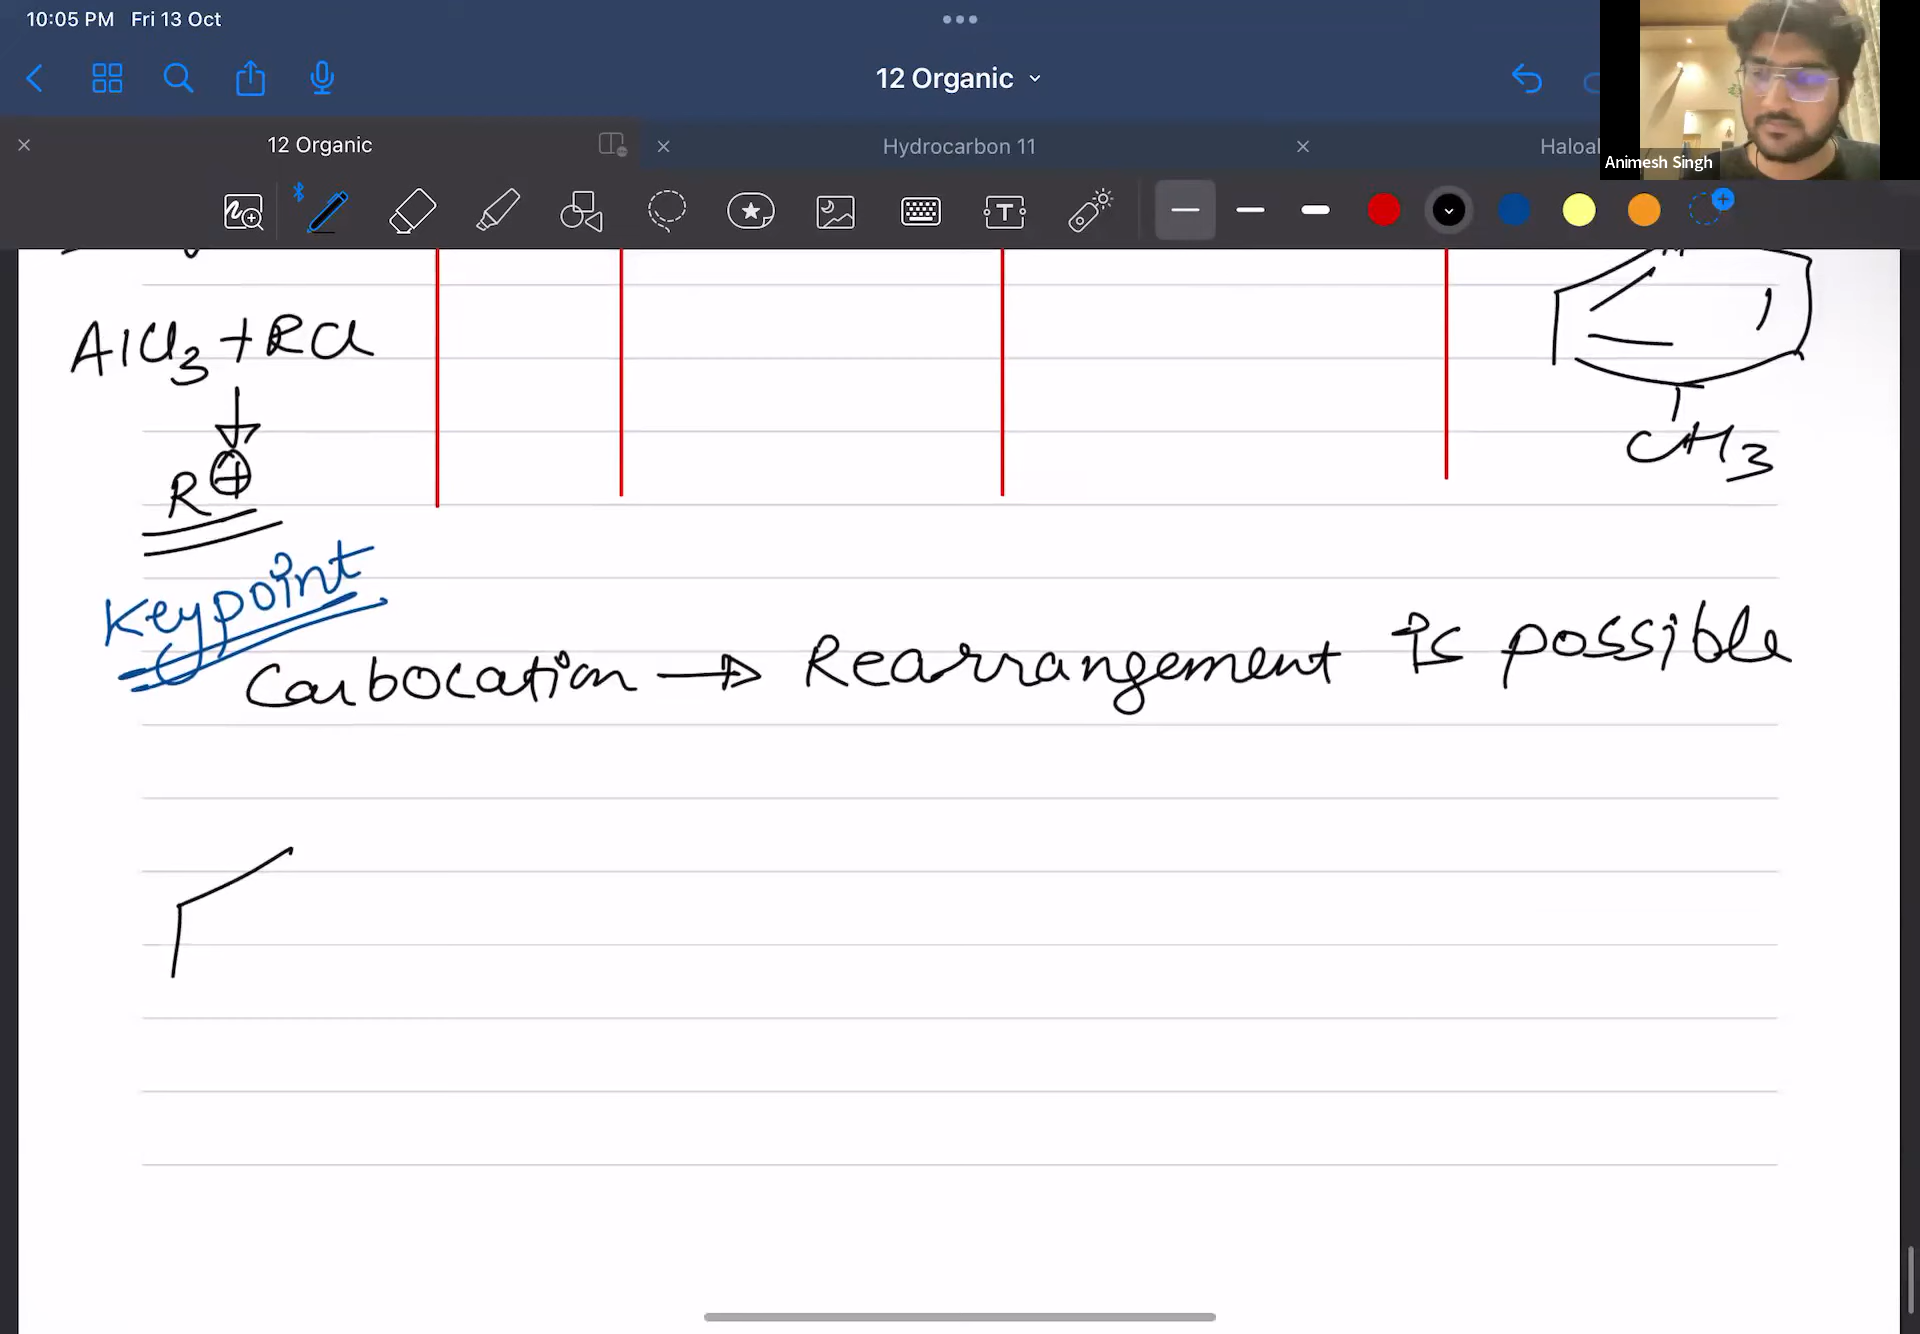 10:05 PM Fri 13 Oct
12 Organic
12 Organic
Hydrocarbon 11
Haloal
Animesh Singh
T
AlCl3 + RCl
R⊕
CH3
Keypoint
Carbocation → Rearrangement is possible